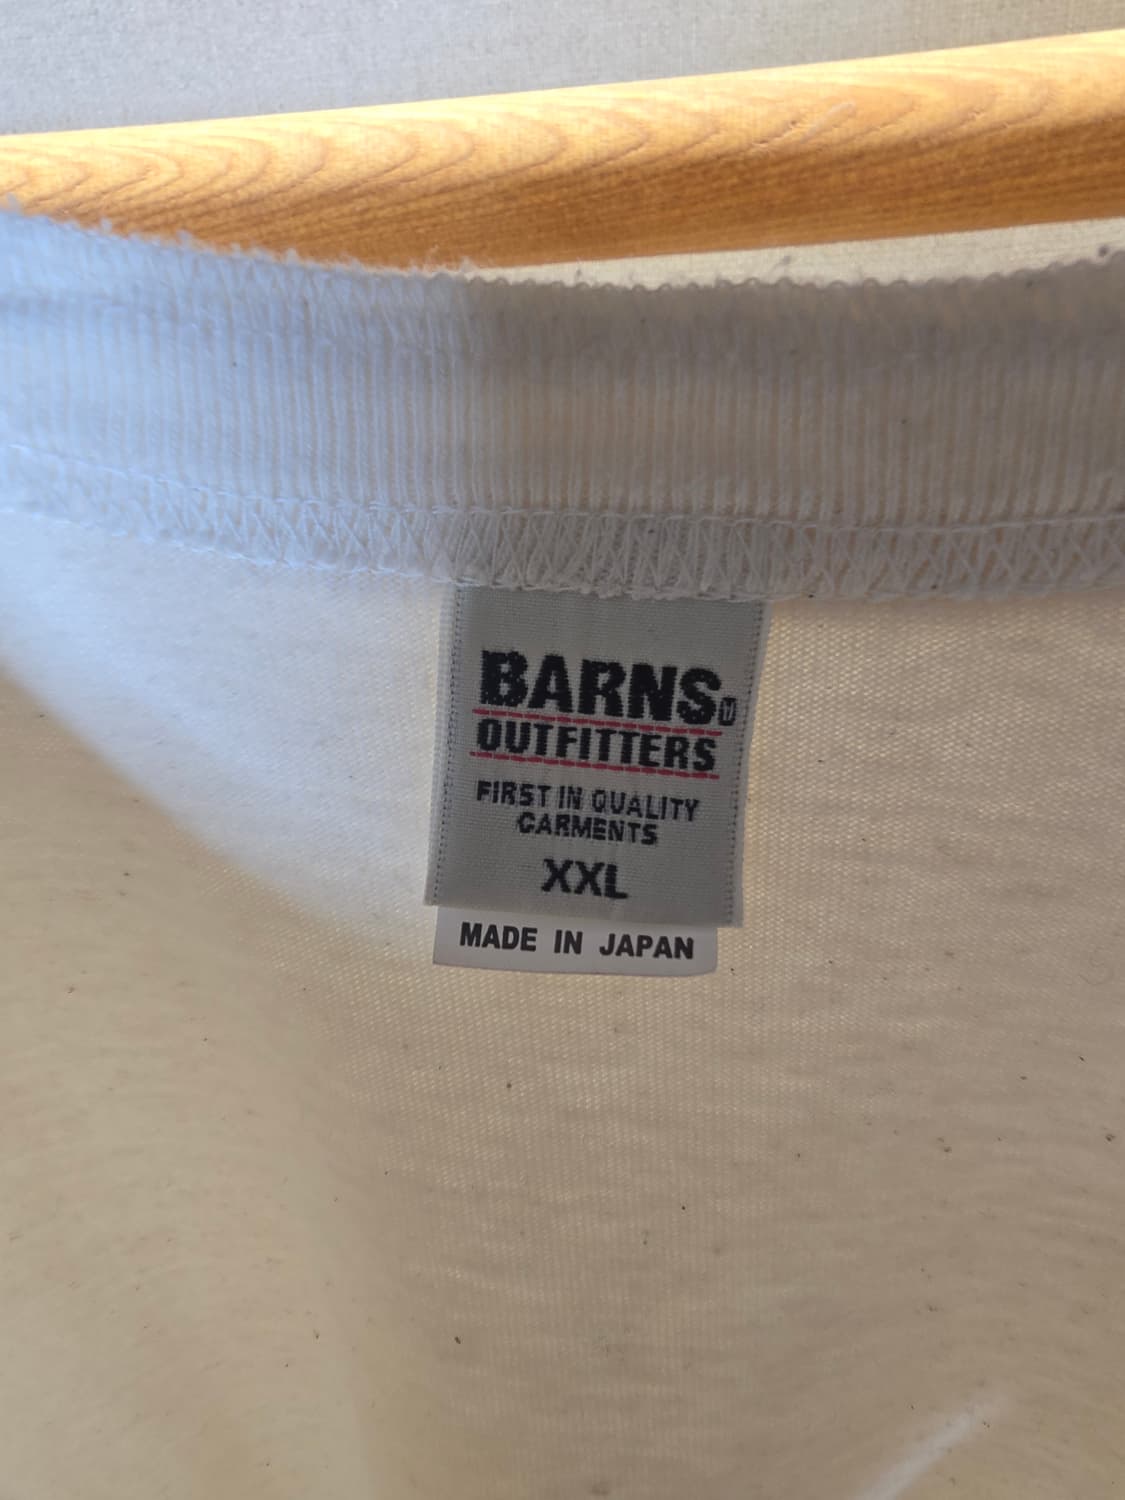 BARNS
OUTFITTERS
FIRST IN QUALITY
GARMENTS
XXL
MADE IN JAPAN